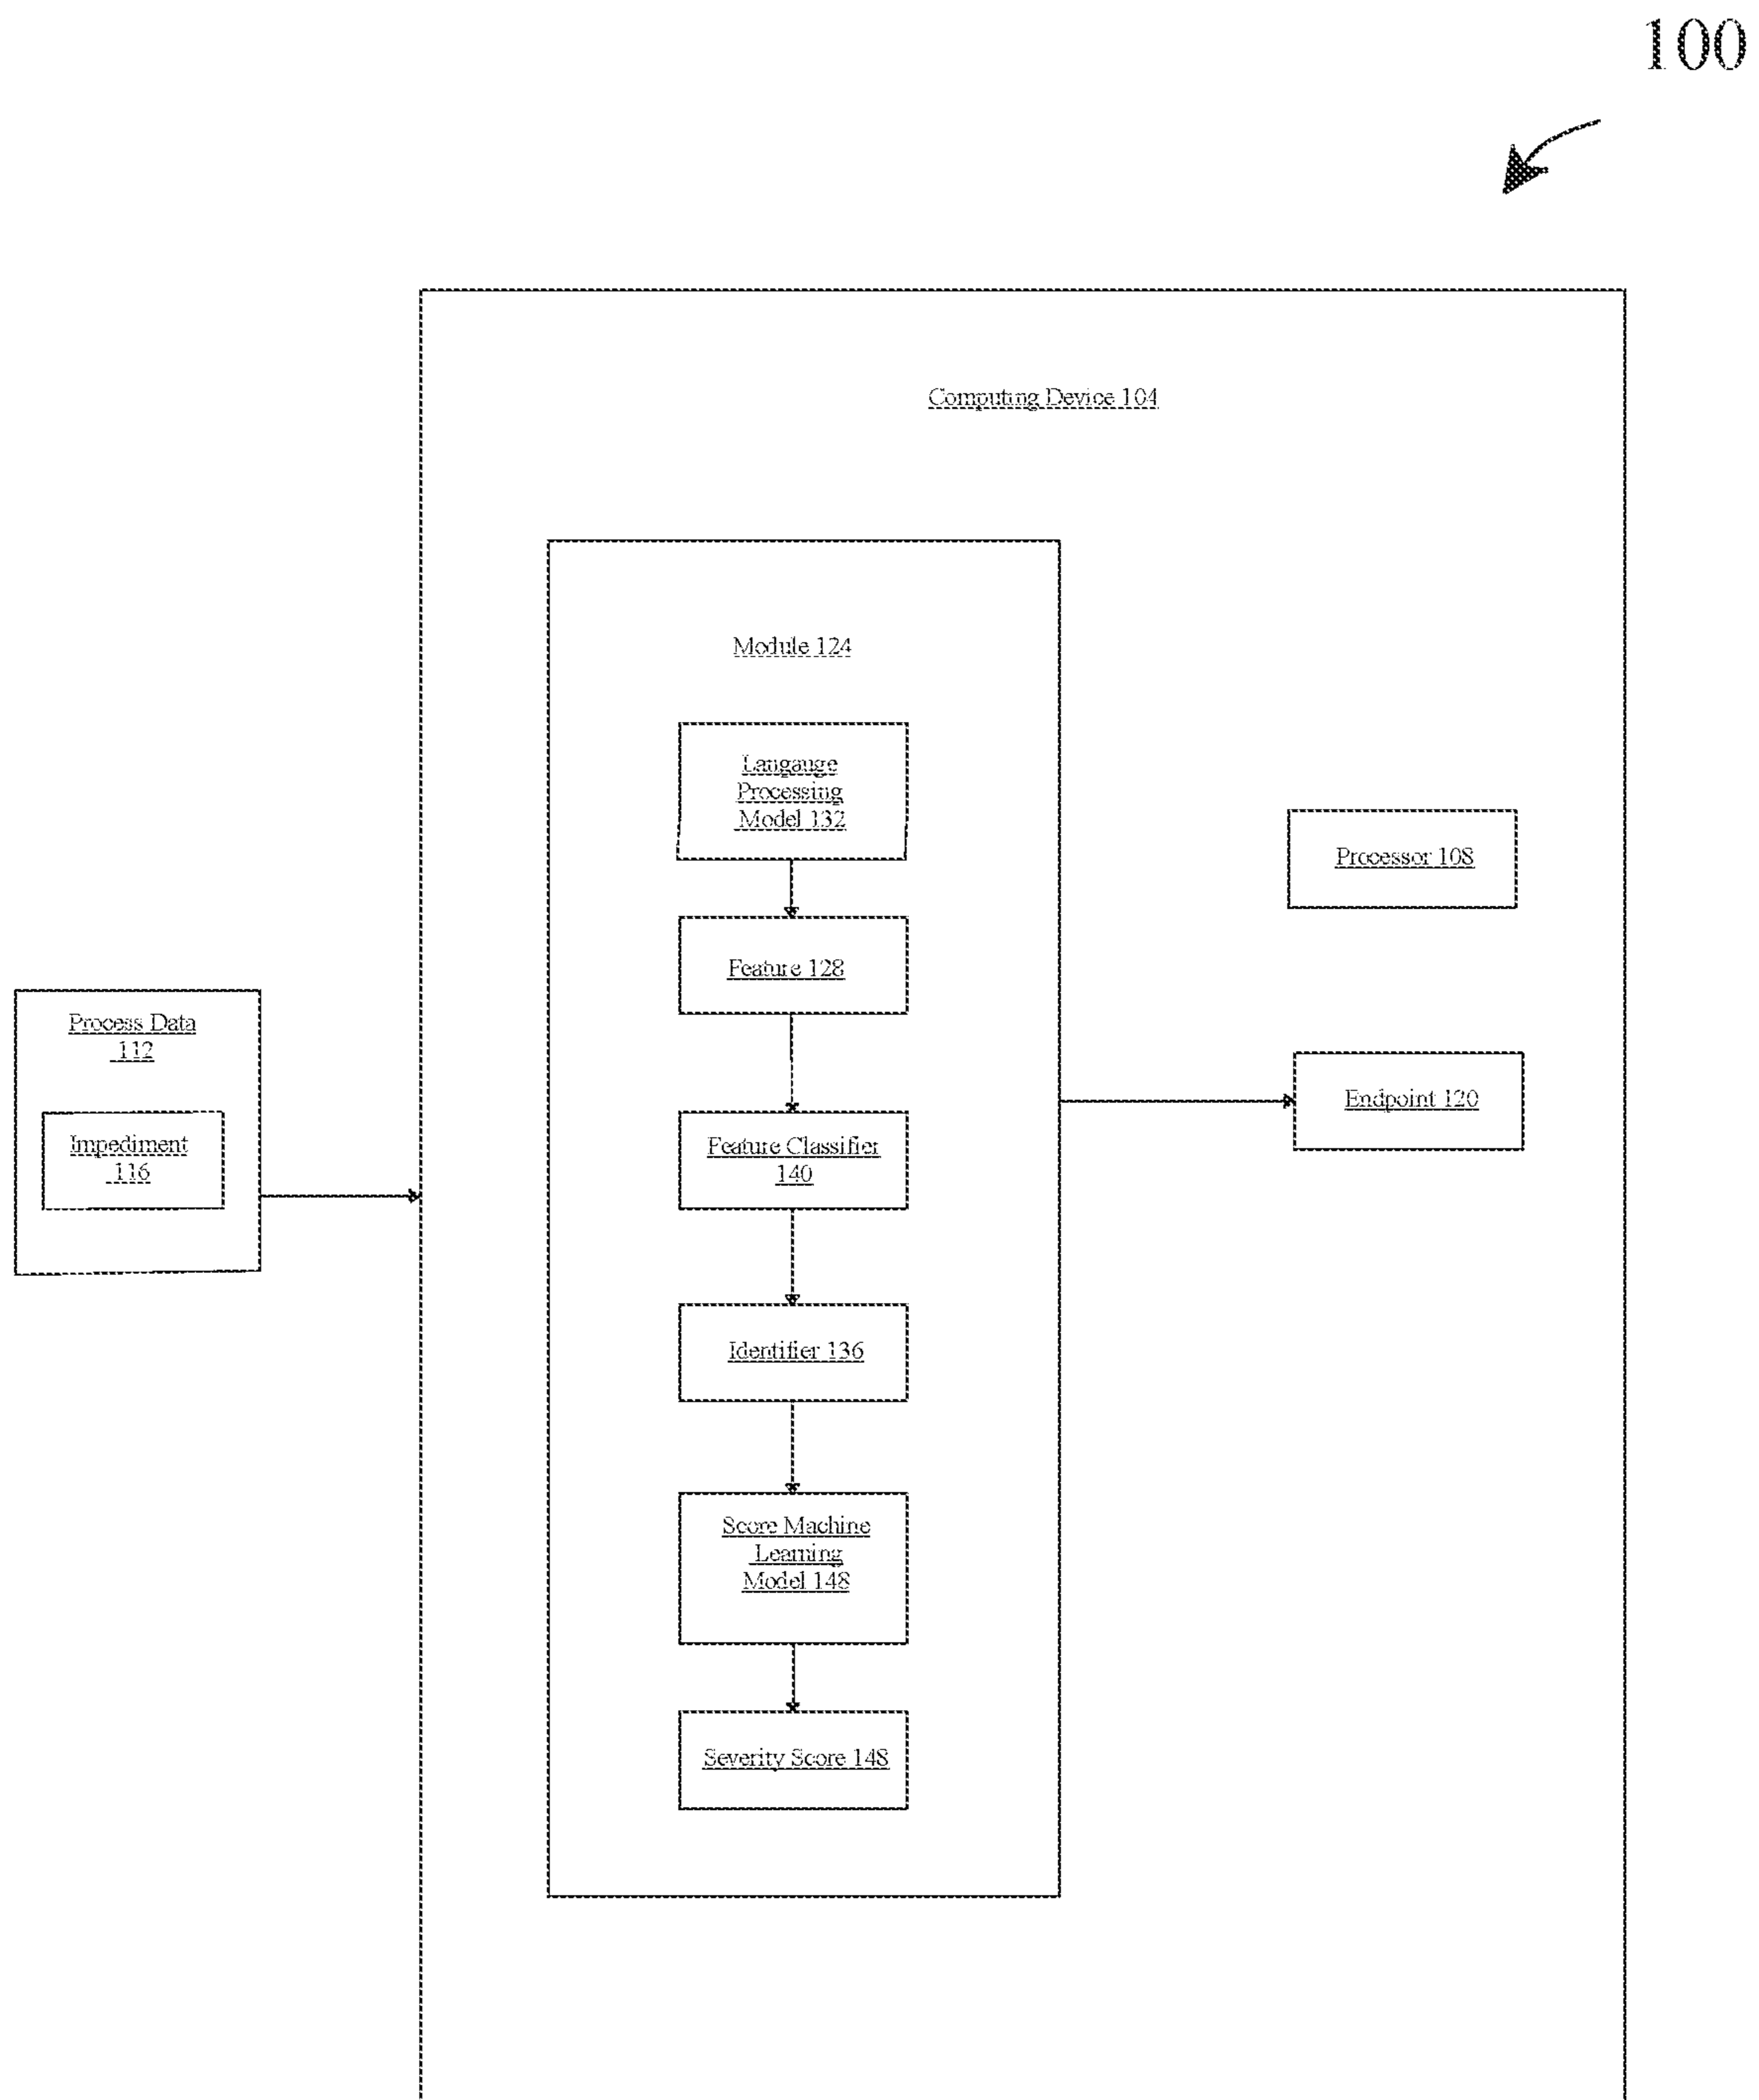 100
Computing Device 104
Module 124
Langauge
Processing
Model 132
Processor 108
Feature 128
Process Data
112
Endpoint 120
Impediment
116
Feature Classifier
140
Identifier 136
Score Machine
Learning
Model 148
Severity Score 148